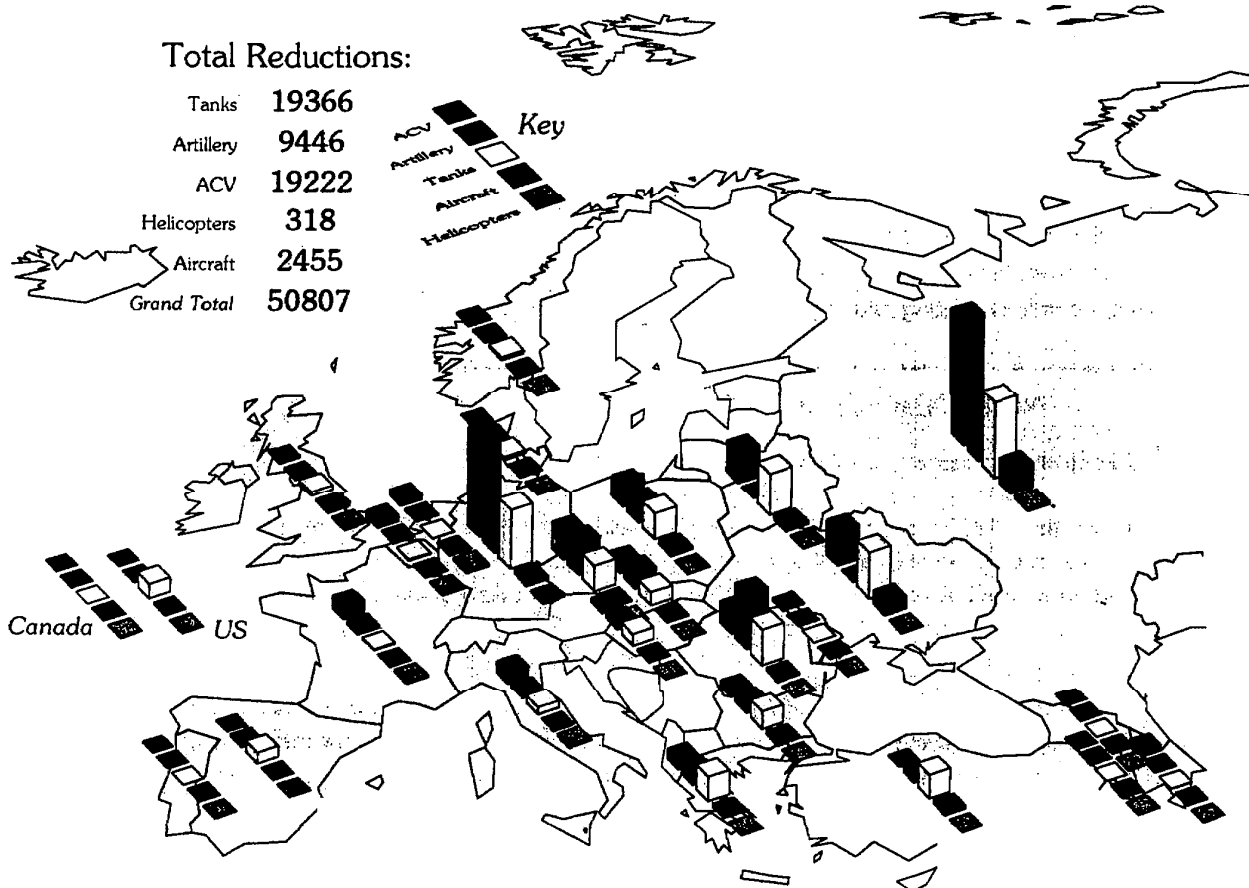 Total Reductions:
Tanks 19366
Artillery 9446
ACV 19222
Helicopters 318
Aircraft 2455
Grand Total 50807
Key
ACV
Artillery
Tanks
Aircraft
Helicopters
Canada
US